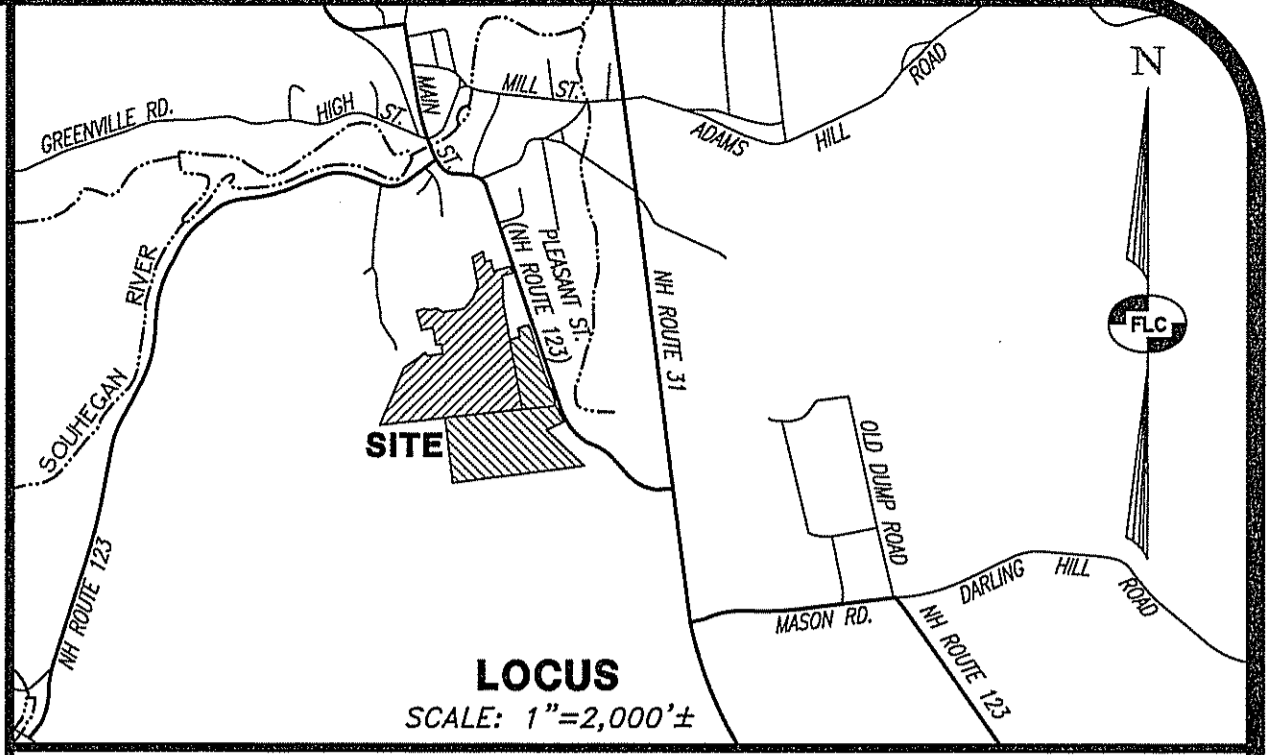 N
GREENVILLE RD.
HIGH ST.
MAIN ST.
MILL ST.
ADAMS HILL ROAD
FLC
SOUHEGAN RIVER
PLEASANT ST.
(NH ROUTE 123)
NH ROUTE 31
SITE
OLD DUMP ROAD
NH ROUTE 123
MASON RD.
DARLING HILL ROAD
NH ROUTE 123
LOCUS
SCALE: 1"=2,000'±